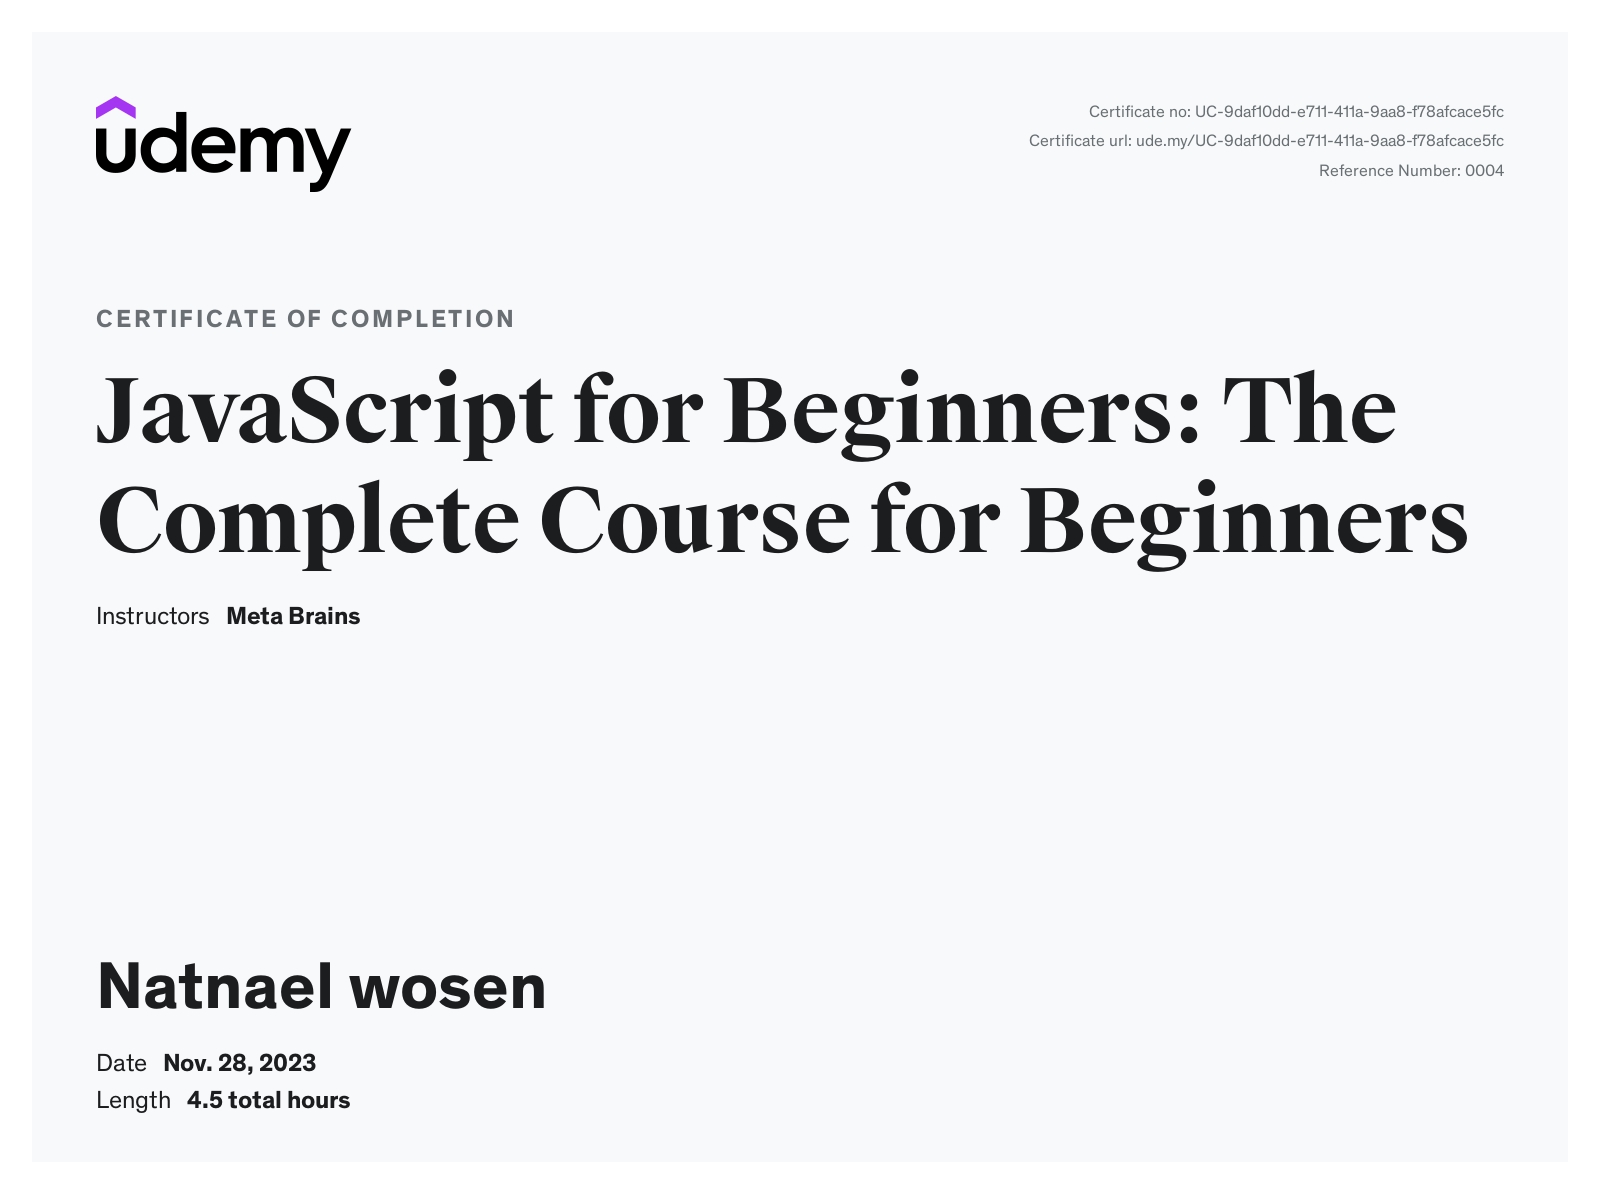 udemy
Certificate no: UC-9daf10dd-e711-411a-9aa8-f78afcace5fc
Certificate url: ude.my/UC-9daf10dd-e711-411a-9aa8-f78afcace5fc
Reference Number: 0004
CERTIFICATE OF COMPLETION
JavaScript for Beginners: The
Complete Course for Beginners
Instructors Meta Brains
Natnael wosen
Date Nov. 28, 2023
Length 4.5 total hours